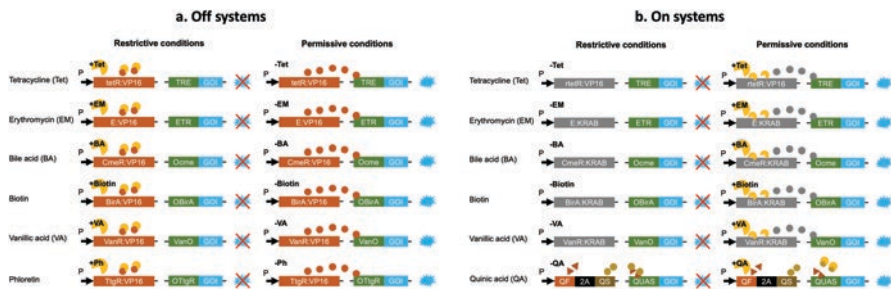 a. Off systems
Restrictive conditions Permissive conditions
+Tet -Tet
Tetracycline (Tet) P tetR:VP16 TRE GOI P tetR:VP16 TRE GOI
+EM -EM
Erythromycin (EM) P E:VP16 ETR GOI P E:VP16 ETR GOI
+BA -BA
Bile acid (BA) P CmeR:VP16 Ocme GOI P CmeR:VP16 Ocme GOI
+Biotin -Biotin
Biotin P BirA:VP16 OBirA GOI P BirA:VP16 OBirA GOI
+VA -VA
Vanillic acid (VA) P VanR:VP16 VanO GOI P VanR:VP16 VanO GOI
+Ph -Ph
Phloretin P TtgR:VP16 OTtgR GOI P TtgR:VP16 OTtgR GOI
b. On systems
Restrictive conditions Permissive conditions
-Tet +Tet
Tetracycline (Tet) P rtetR:VP16 TRE GOI P rtetR:VP16 TRE GOI
-EM +EM
Erythromycin (EM) P E:KRAB ETR GOI P E:KRAB ETR GOI
-BA +BA
Bile acid (BA) P CmeR:KRAB Ocme GOI P CmeR:KRAB Ocme GOI
-Biotin +Biotin
Biotin P BirA:KRAB OBirA GOI P BirA:KRAB OBirA GOI
-VA +VA
Vanillic acid (VA) P VanR:KRAB VanO GOI P VanR:KRAB VanO GOI
-QA +QA
Quinic acid (QA) P QF 2A QS QUAS GOI P QF 2A QS QUAS GOI